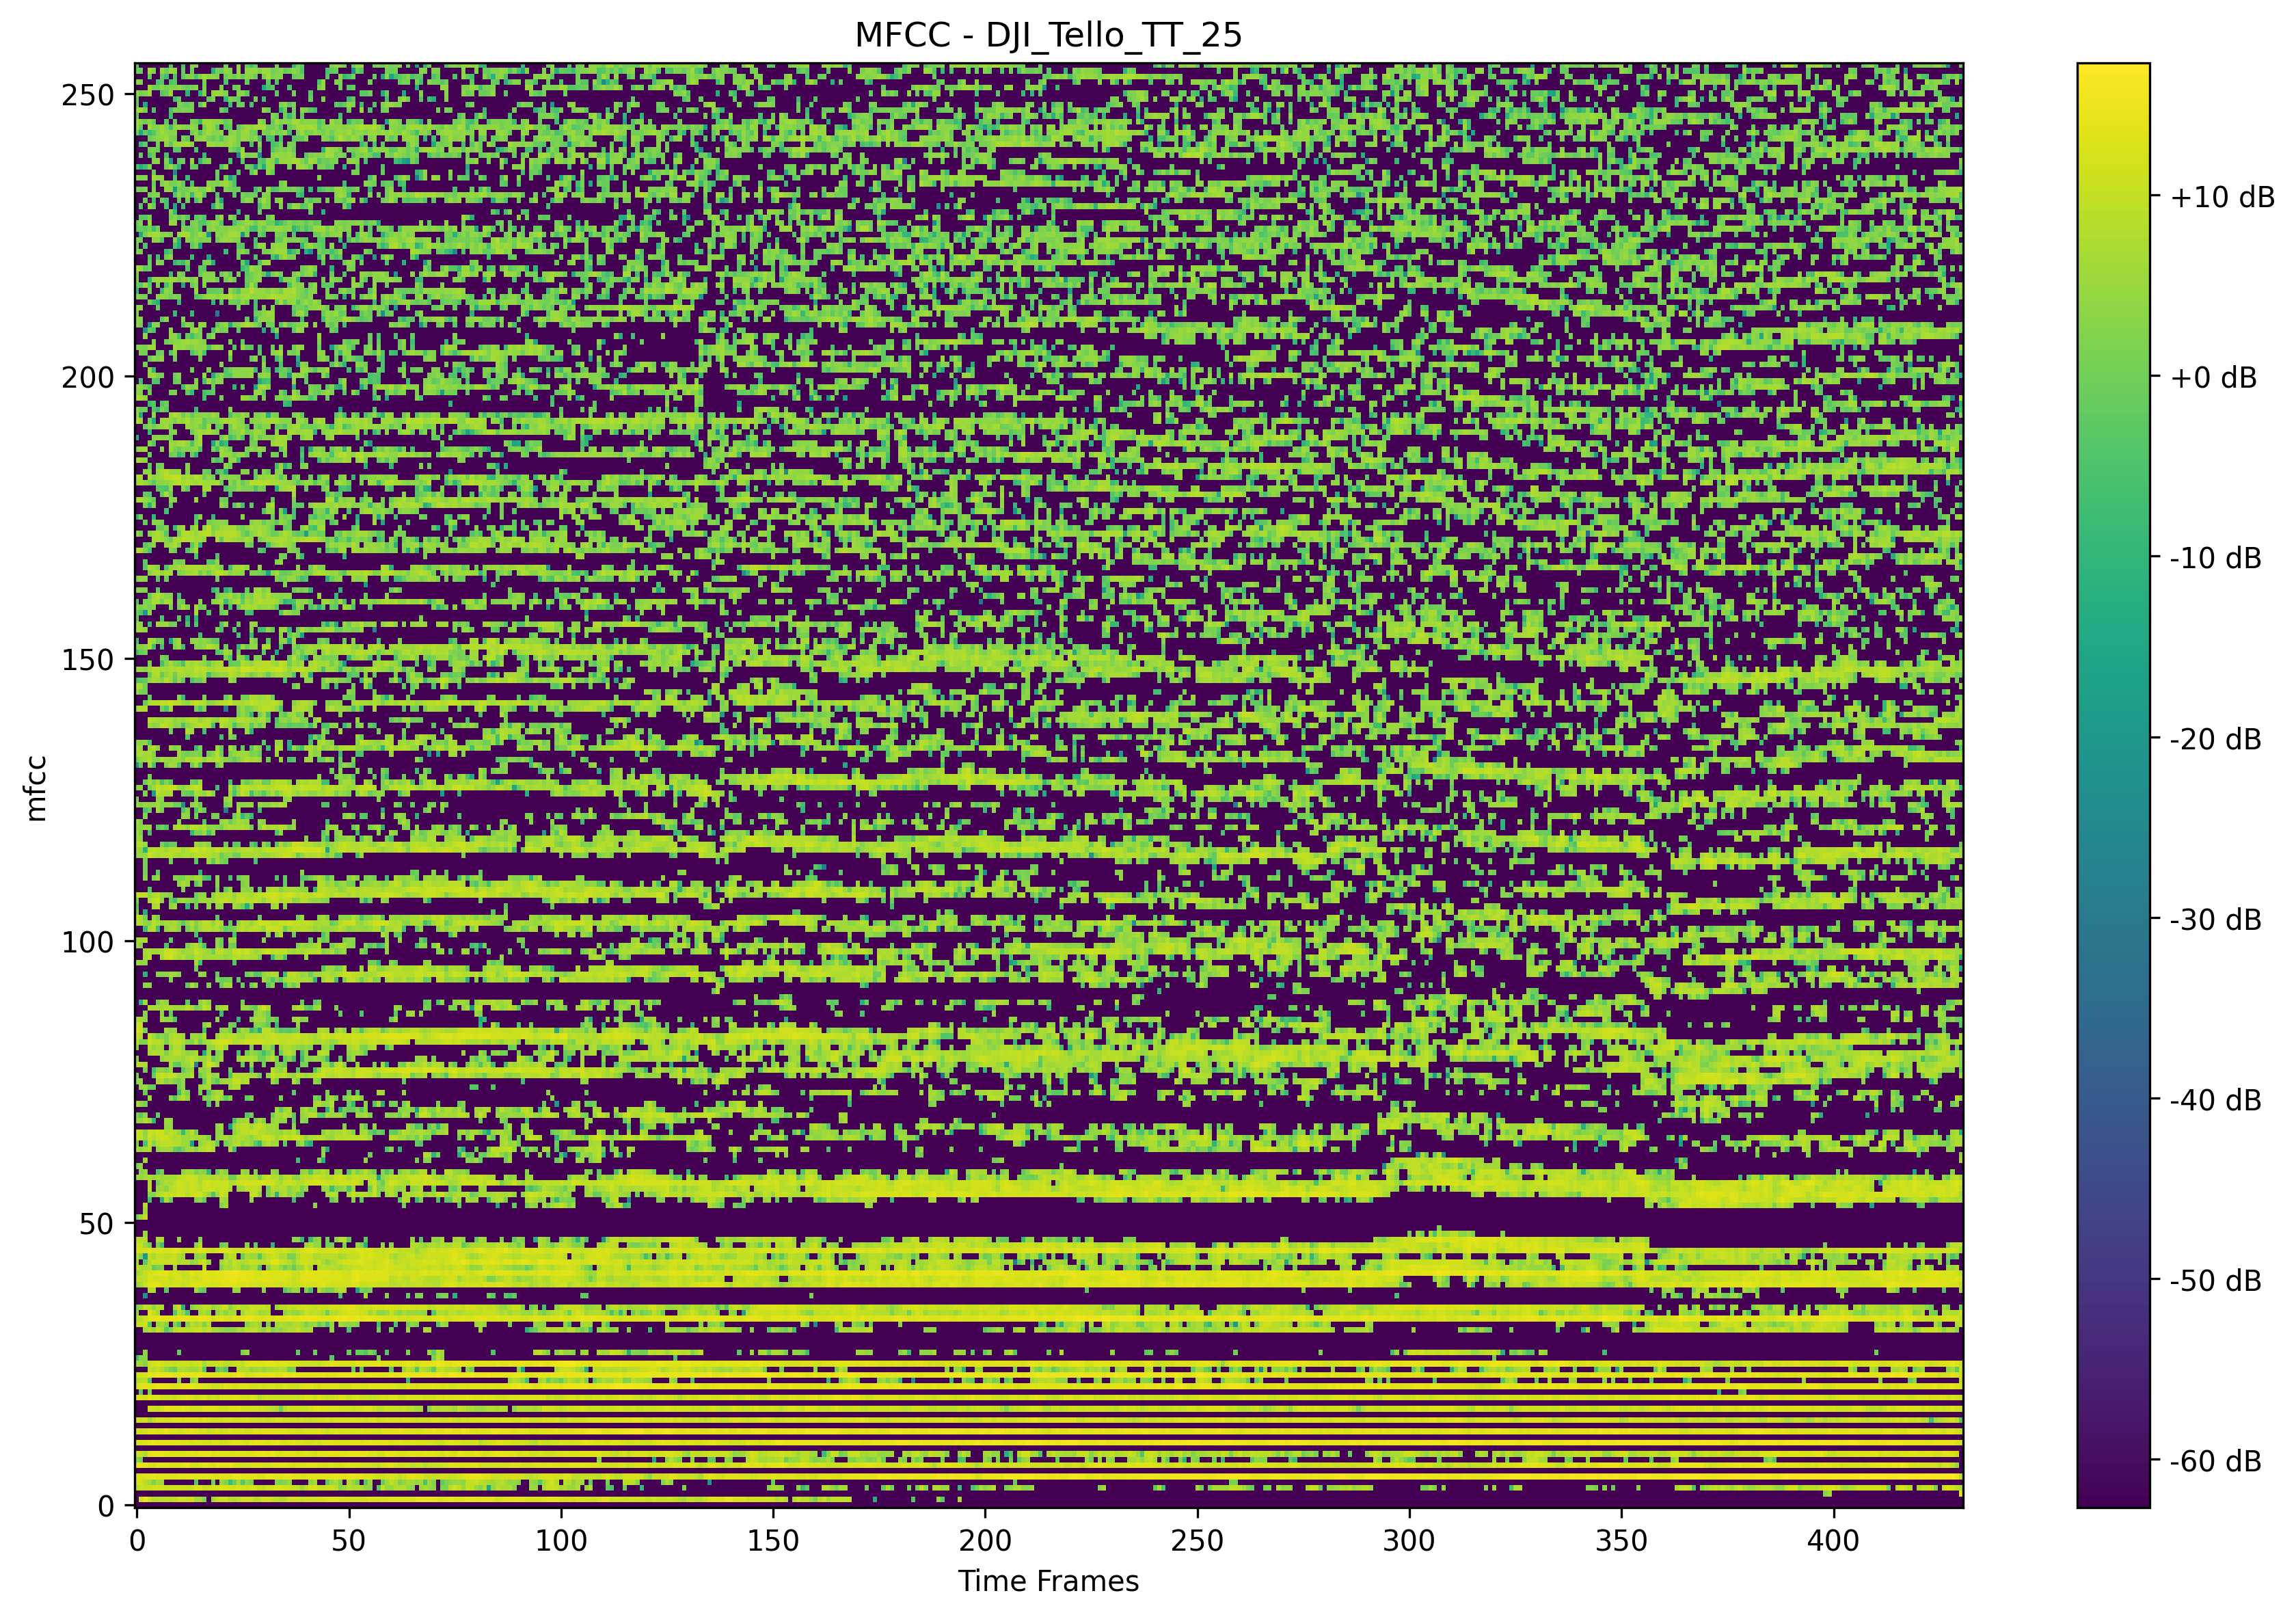 MFCC - DJI_Tello_TT_25
250
200
150
100
50
0
mfcc
0 50 100 150 200 250 300 350 400
Time Frames
+10 dB
+0 dB
-10 dB
-20 dB
-30 dB
-40 dB
-50 dB
-60 dB